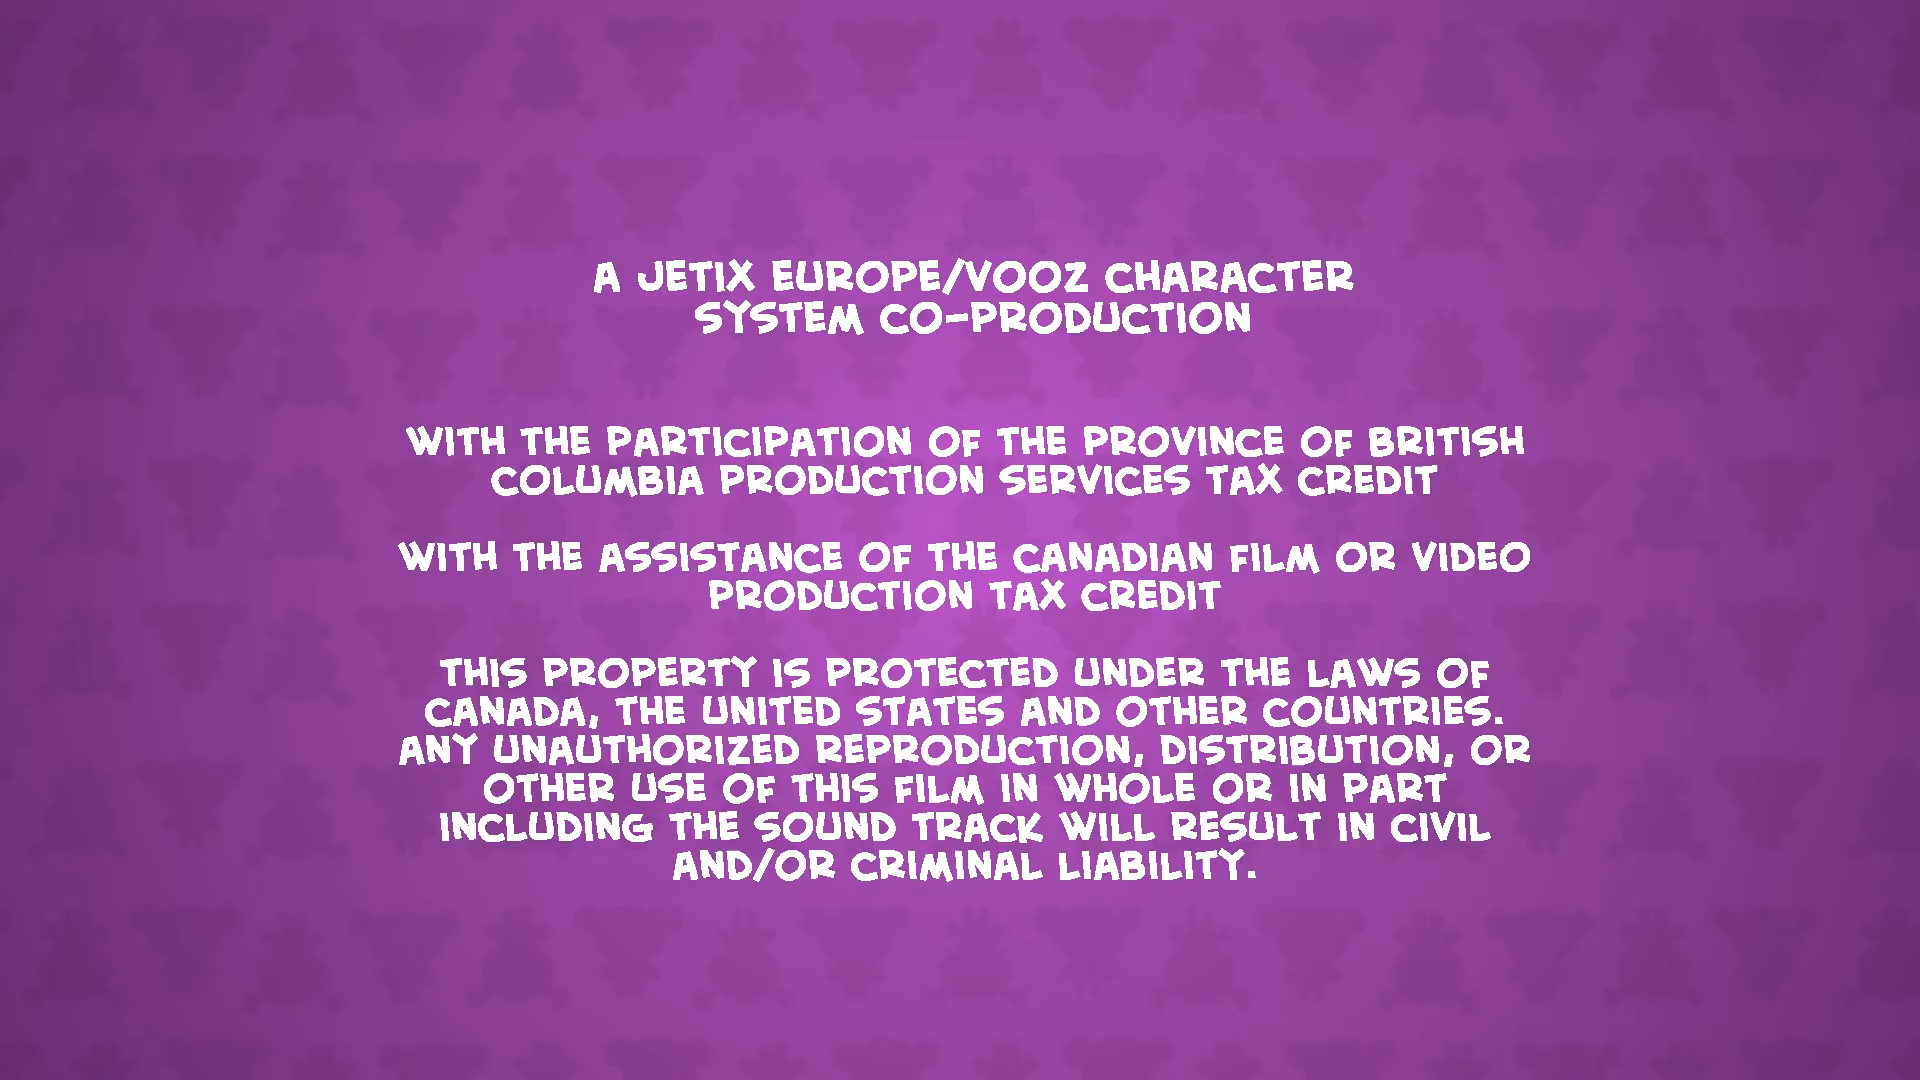 A JETIX EUROPE/VOOZ CHARACTER
SYSTEM CO-PRODUCTION
WITH THE PARTICIPATION OF THE PROVINCE OF BRITISH
COLUMBIA PRODUCTION SERVICES TAX CREDIT
WITH THE ASSISTANCE OF THE CANADIAN FILM OR VIDEO
PRODUCTION TAX CREDIT
THIS PROPERTY IS PROTECTED UNDER THE LAWS OF
CANADA, THE UNITED STATES AND OTHER COUNTRIES.
ANY UNAUTHORIZED REPRODUCTION, DISTRIBUTION, OR
OTHER USE OF THIS FILM IN WHOLE OR IN PART
INCLUDING THE SOUND TRACK WILL RESULT IN CIVIL
AND/OR CRIMINAL LIABILITY.